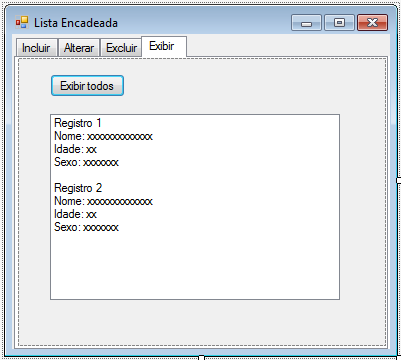 Lista Encadeada
Incluir Alterar Excluir Exibir
Exibir todos
Registro 1
Nome: xxxxxxxxxxxxx
Idade: xx
Sexo: xxxxxxx
Registro 2
Nome: xxxxxxxxxxxxx
Idade: xx
Sexo: xxxxxxx